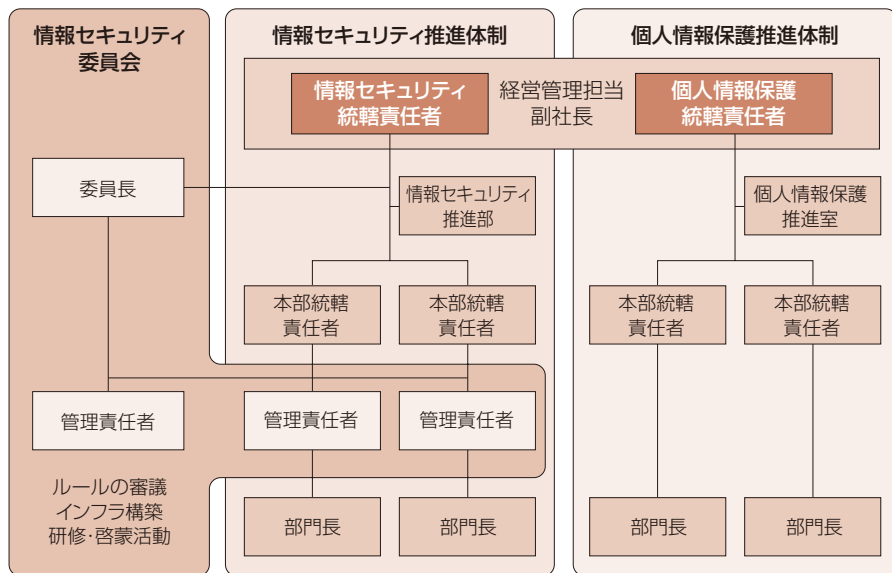 情報セキュリティ
委員会
情報セキュリティ推進体制
個人情報保護推進体制
情報セキュリティ
統轄責任者
経営管理担当
副社長
個人情報保護
統轄責任者
委員長
情報セキュリティ
推進部
個人情報保護
推進室
本部統轄
責任者
本部統轄
責任者
本部統轄
責任者
本部統轄
責任者
管理責任者
管理責任者
管理責任者
ルールの審議
インフラ構築
研修・啓蒙活動
部門長
部門長
部門長
部門長